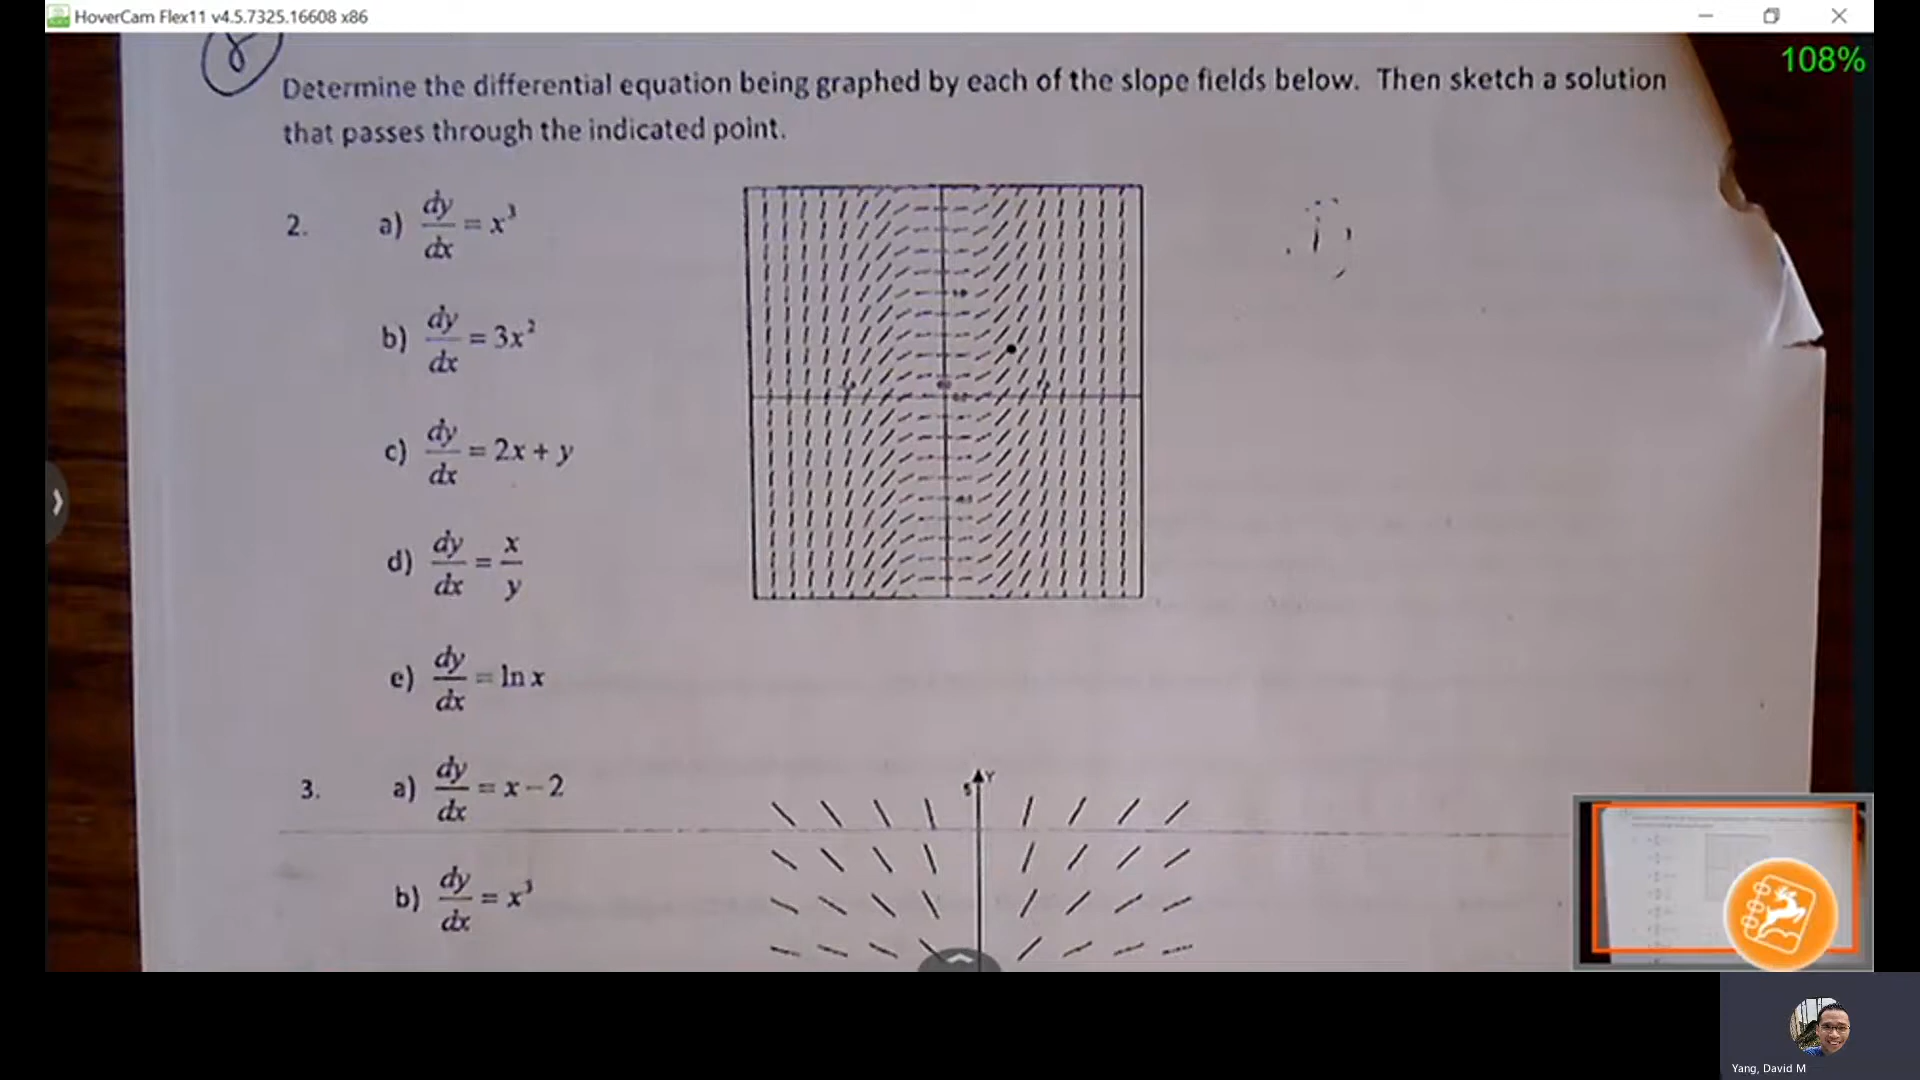 HoverCam Flex11 v4.5.7325.16608 x86
108%
8
Determine the differential equation being graphed by each of the slope fields below. Then sketch a solution
that passes through the indicated point.
2. a) dy/dx = x³
b) dy/dx = 3x²
c) dy/dx = 2x + y
d) dy/dx = x/y
e) dy/dx = ln x
3. a) dy/dx = x - 2
5 Y
b) dy/dx = x³
Yang, David M